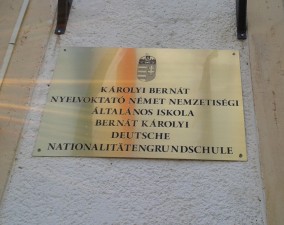 KÁROLYI BERNÁT
NYELVOKTATÓ NÉMET NEMZETISÉGI
ÁLTALÁNOS ISKOLA
BERNÁT KÁROLYI
DEUTSCHE
NATIONALITÄTENGRUNDSCHULE